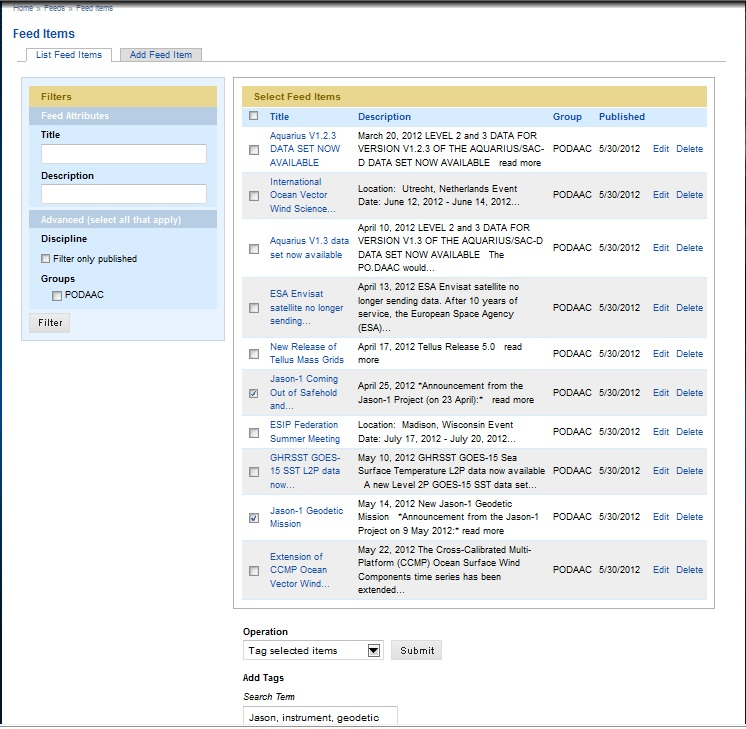 Home » Feeds » Feed items
Feed Items
List Feed Items
Add Feed Item
Filters
Feed Attributes
Title
Description
Advanced (select all that apply)
Discipline
Filter only published
Groups
PODAAC
Filter
Select Feed Items
Title Description Group Published
Aquarius V1.2.3
DATA SET NOW
AVAILABLE
March 20, 2012 LEVEL 2 and 3 DATA FOR
VERSION V1.2.3 OF THE AQUARIUS/SAC-
D DATA SET NOW AVAILABLE read more
PODAAC 5/30/2012 Edit Delete
International
Ocean Vector
Wind Science...
Location: Utrecht, Netherlands Event
Date: June 12, 2012 - June 14, 2012...
PODAAC 5/30/2012 Edit Delete
Aquarius V1.3 data
set now available
April 10, 2012 LEVEL 2 and 3 DATA FOR
VERSION V1.3 OF THE AQUARIUS/SAC-D
DATA SET NOW AVAILABLE The
PO.DAAC would...
PODAAC 5/30/2012 Edit Delete
ESA Envisat
satellite no longer
sending...
April 13, 2012 ESA Envisat satellite no
longer sending data. After 10 years of
service, the European Space Agency
(ESA)...
PODAAC 5/30/2012 Edit Delete
New Release of
Tellus Mass Grids
April 17, 2012 Tellus Release 5.0 read
more
PODAAC 5/30/2012 Edit Delete
Jason-1 Coming
Out of Safehold
and...
April 25, 2012 *Announcement from the
Jason-1 Project (on 23 April):* read more
PODAAC 5/30/2012 Edit Delete
ESIP Federation
Summer Meeting
Location: Madison, Wisconsin Event
Date: July 17, 2012 - July 20, 2012...
PODAAC 5/30/2012 Edit Delete
GHRSST GOES-
15 SST L2P data
now...
May 10, 2012 GHRSST GOES-15 Sea
Surface Temperature L2P data now available
A new Level 2P GOES-15 SST data set...
PODAAC 5/30/2012 Edit Delete
Jason-1 Geodetic
Mission
May 14, 2012 New Jason-1 Geodetic
Mission *Announcement from the Jason-1
Project on 9 May 2012:* read more
PODAAC 5/30/2012 Edit Delete
Extension of
CCMP Ocean
Vector Wind...
May 22, 2012 The Cross-Calibrated Multi-
Platform (CCMP) Ocean Surface Wind
Components time series has been
extended...
PODAAC 5/30/2012 Edit Delete
Operation
Tag selected items
Submit
Add Tags
Search Term
Jason, instrument, geodetic